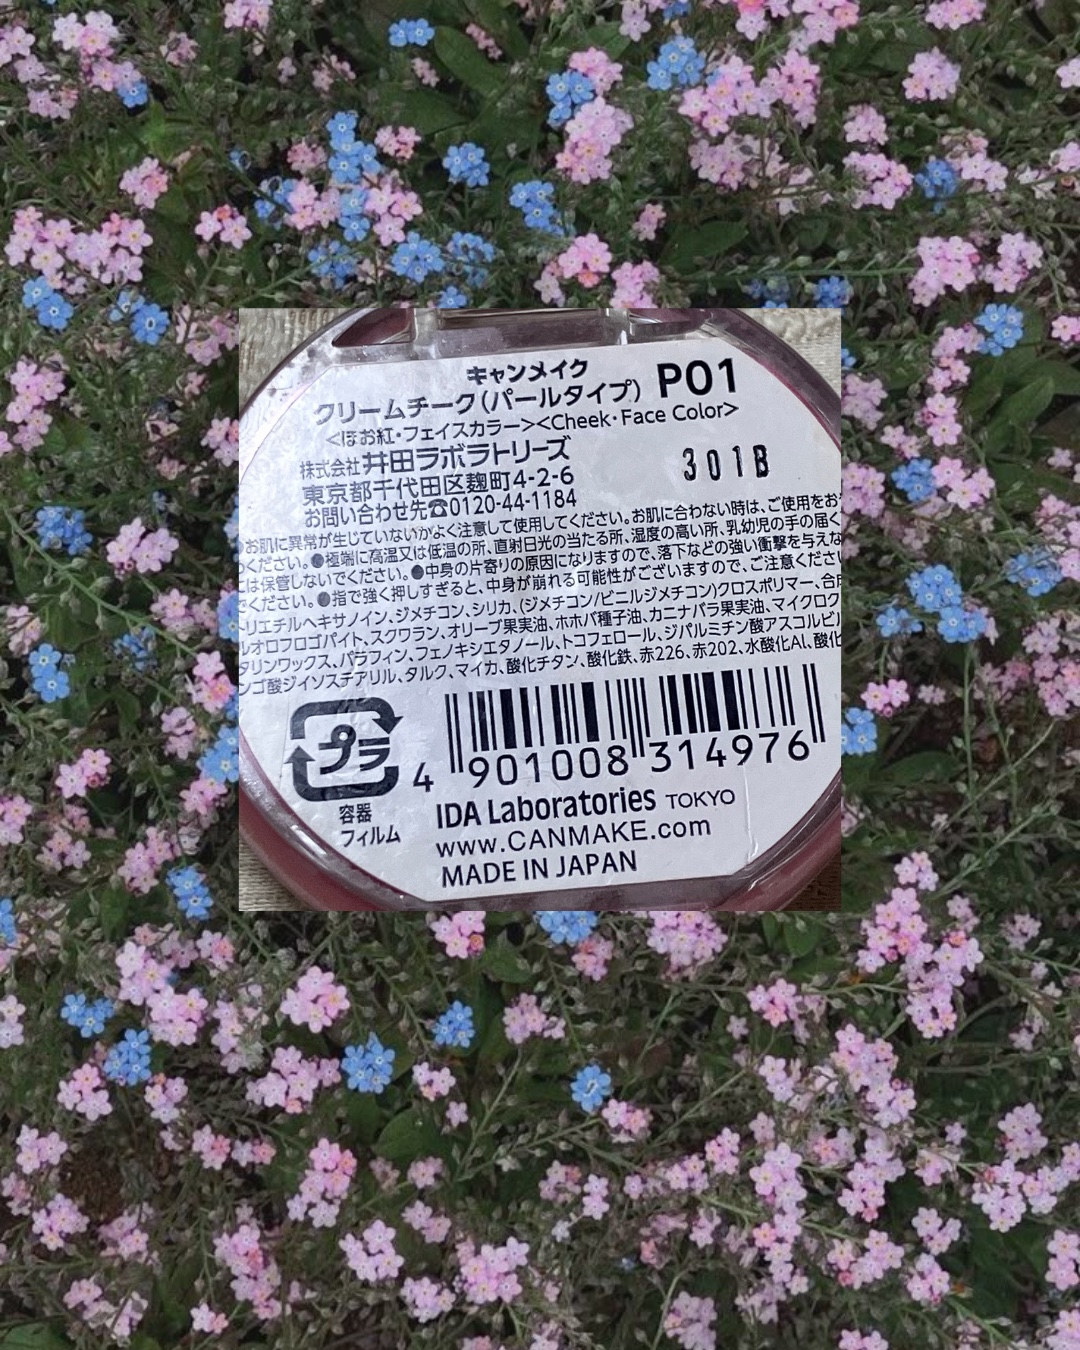 キャンメイク
クリームチーク(パールタイプ) P01
<ほお紅・フェイスカラー><Cheek・Face Color>
株式会社 井田ラボラトリーズ
301B
東京都千代田区麹町4-2-6
お問い合わせ先☎0120-44-1184
お肌に異常が生じていないかよく注意して使用してください。お肌に合わない時は、ご使用をお
ください。●極端に高温又は低温の所、直射日光の当たる所、湿度の高い所、乳幼児の手の届く
には保管しないでください。●中身の片寄りの原因になりますので、落下などの強い衝撃を与えな
でください。●指で強く押しすぎると、中身が崩れる可能性がございますので、ご注意ください
トリエチルヘキサノイン、ジメチコン、シリカ、(ジメチコン/ビニルジメチコン)クロスポリマー、合成
ルオロフロゴパイト、スクワラン、オリーブ果実油、ホホバ種子油、カニナバラ果実油、マイクロク
タリンワックス、パラフィン、フェノキシエタノール、トコフェロール、ジパルミチン酸アスコルビル
ンゴ酸ジイソステアリル、タルク、マイカ、酸化チタン、酸化鉄、赤226、赤202、水酸化Al、酸化
プラ
容器
フィルム
4 901008 314976
IDA Laboratories TOKYO
www.CANMAKE.com
MADE IN JAPAN